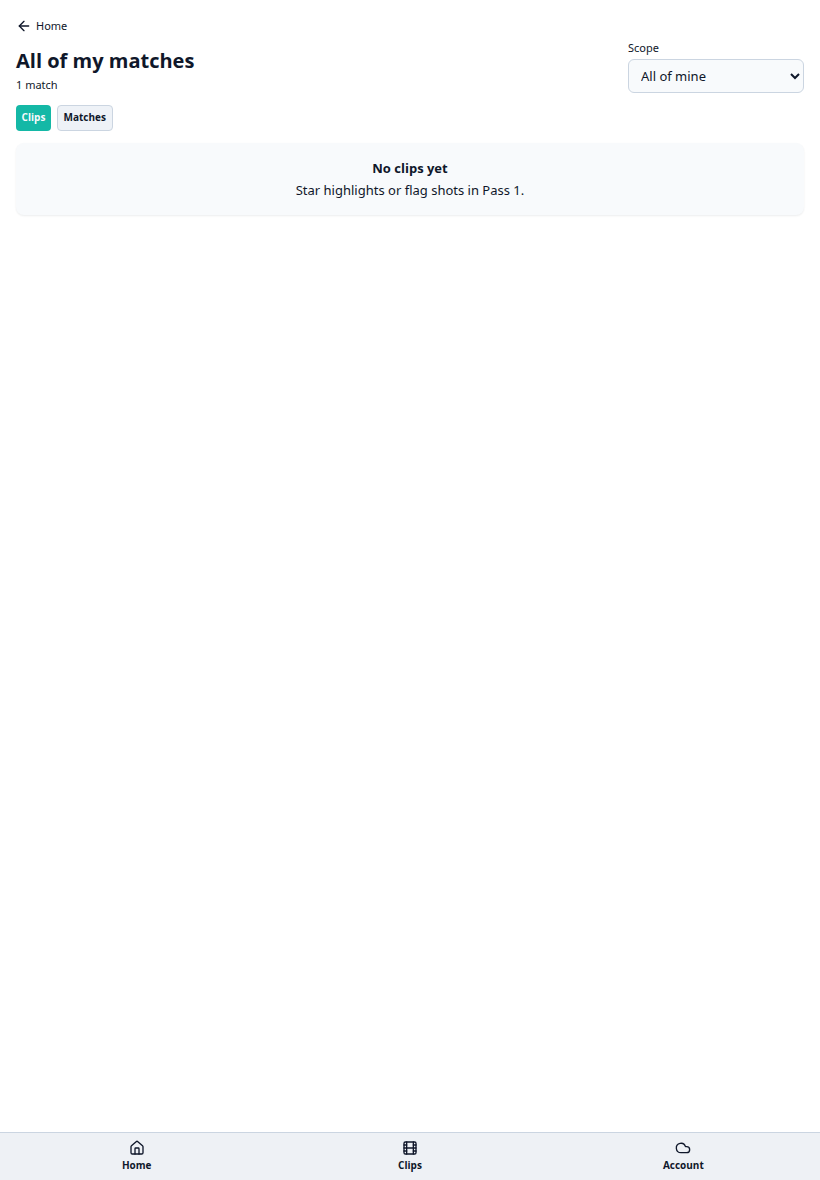 Home
All of my matches
1 match
Scope
All of mine
Clips
Matches
No clips yet
Star highlights or flag shots in Pass 1.
Home
Clips
Account